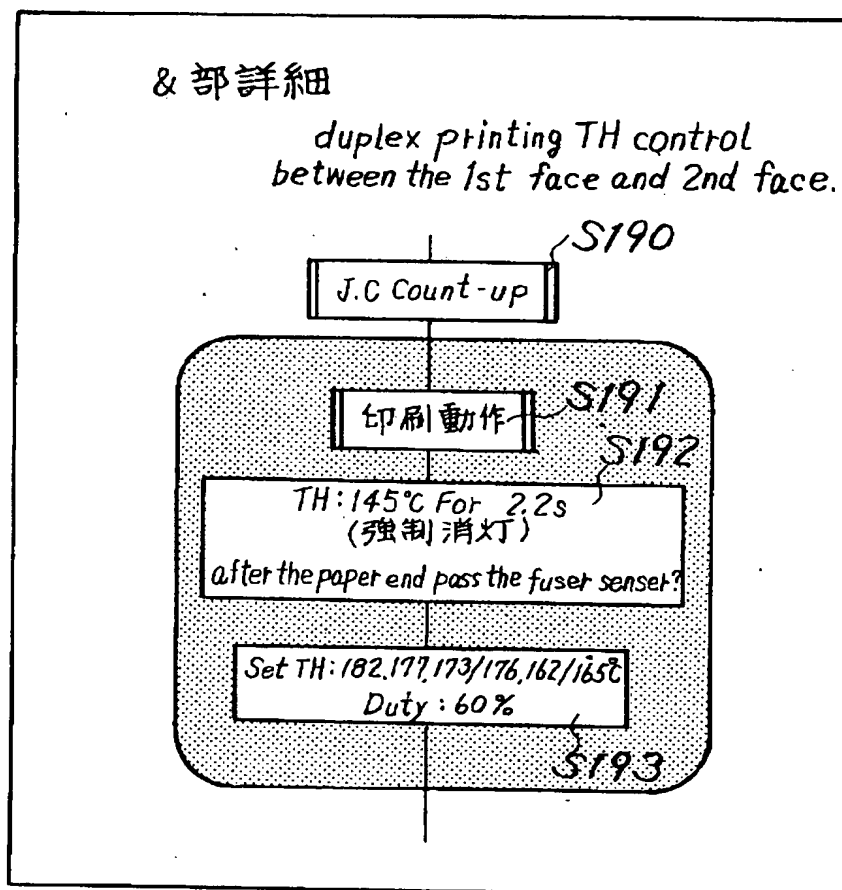 & 部詳細
duplex printing TH control
between the 1st face and 2nd face.
S190
J.C Count-up
S191
印刷動作
S192
TH:145℃ For 2.2s
(強制消灯)
after the paper end pass the fuser senser?
Set TH:182.177.173/176.162/165℃
Duty:60%
S193